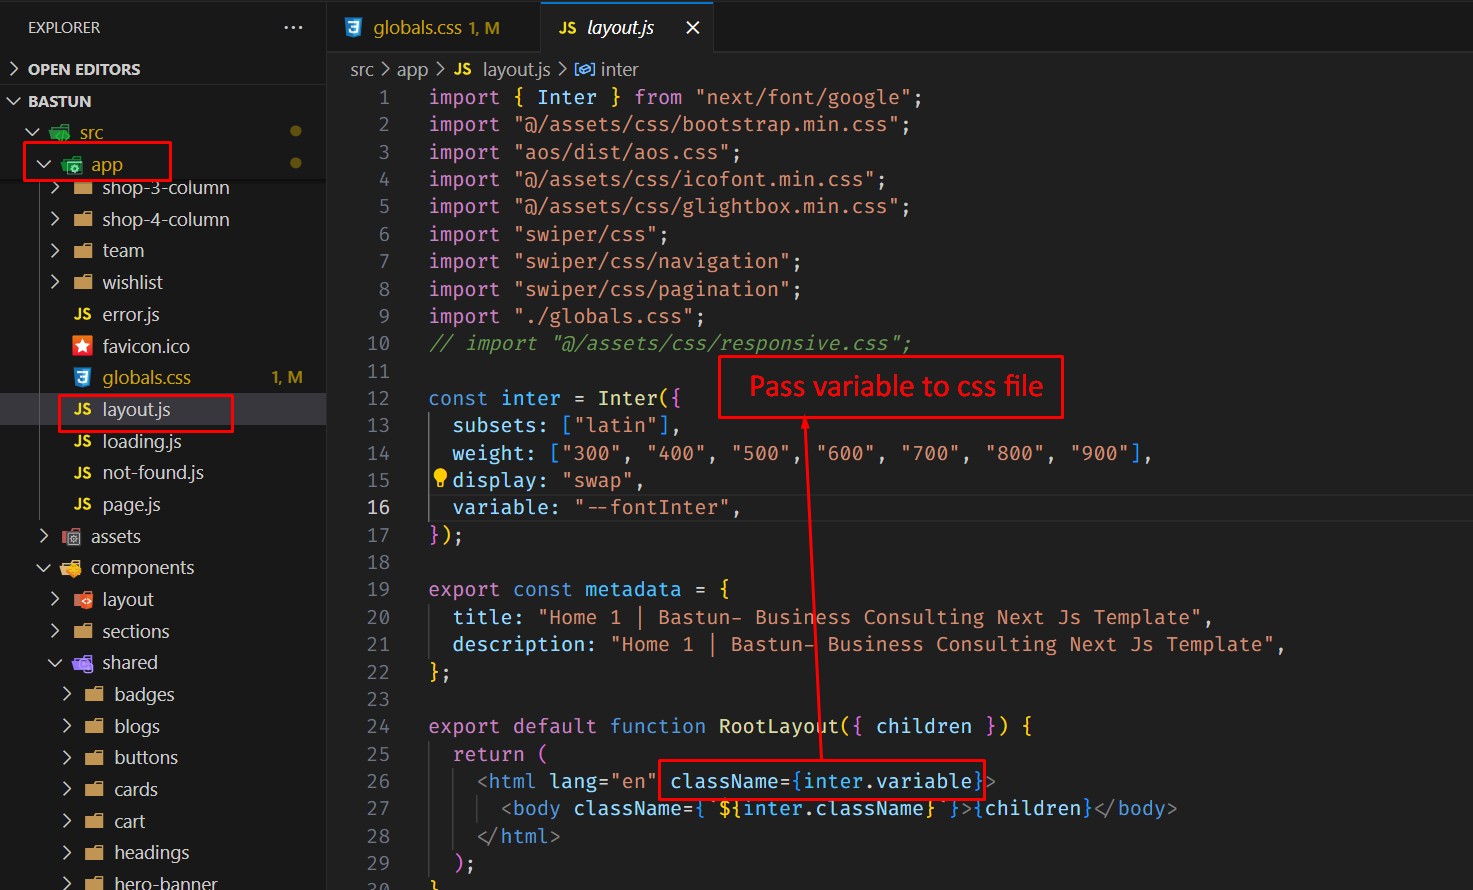 EXPLORER
···
OPEN EDITORS
BASTUN
src
app
shop-3-column
shop-4-column
team
wishlist
JS error.js
favicon.ico
globals.css 1, M
JS layout.js
JS loading.js
JS not-found.js
JS page.js
assets
components
layout
sections
shared
badges
blogs
buttons
cards
cart
headings
hero-banner
globals.css 1, M
JS layout.js
src > app > JS layout.js > inter
1 import { Inter } from "next/font/google";
2 import "@/assets/css/bootstrap.min.css";
3 import "aos/dist/aos.css";
4 import "@/assets/css/icofont.min.css";
5 import "@/assets/css/glightbox.min.css";
6 import "swiper/css";
7 import "swiper/css/navigation";
8 import "swiper/css/pagination";
9 import "./globals.css";
10 // import "@/assets/css/responsive.css";
11
Pass variable to css file
12 const inter = Inter({
13 subsets: ["latin"],
14 weight: ["300", "400", "500", "600", "700", "800", "900"],
15 display: "swap",
16 variable: "--fontInter",
17 });
18
19 export const metadata = {
20 title: "Home 1 | Bastun- Business Consulting Next Js Template",
21 description: "Home 1 | Bastun- Business Consulting Next Js Template",
22 };
23
24 export default function RootLayout({ children }) {
25 return (
26 <html lang="en" className={inter.variable}>
27 <body className={`${inter.className}`}>{children}</body>
28 </html>
29 );
30 }